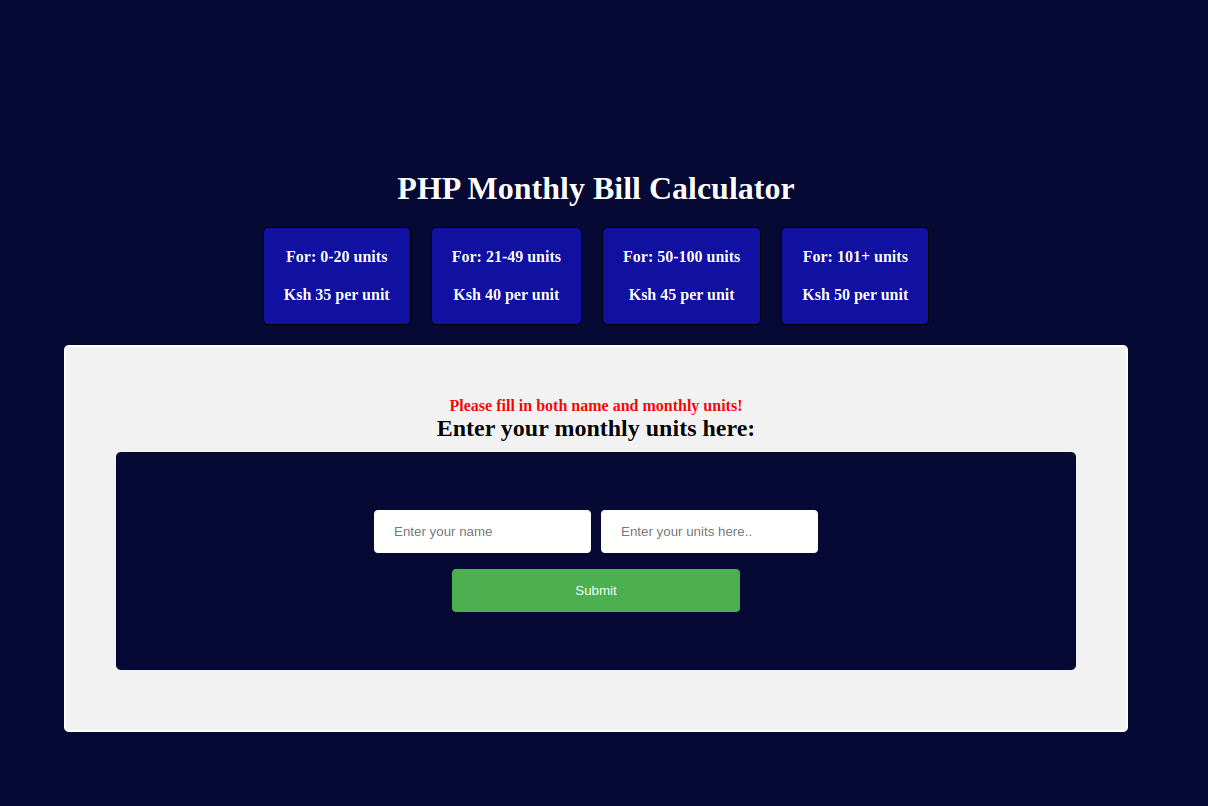 PHP Monthly Bill Calculator
For: 0-20 units
Ksh 35 per unit
For: 21-49 units
Ksh 40 per unit
For: 50-100 units
Ksh 45 per unit
For: 101+ units
Ksh 50 per unit
Please fill in both name and monthly units!
Enter your monthly units here:
Enter your name
Enter your units here..
Submit